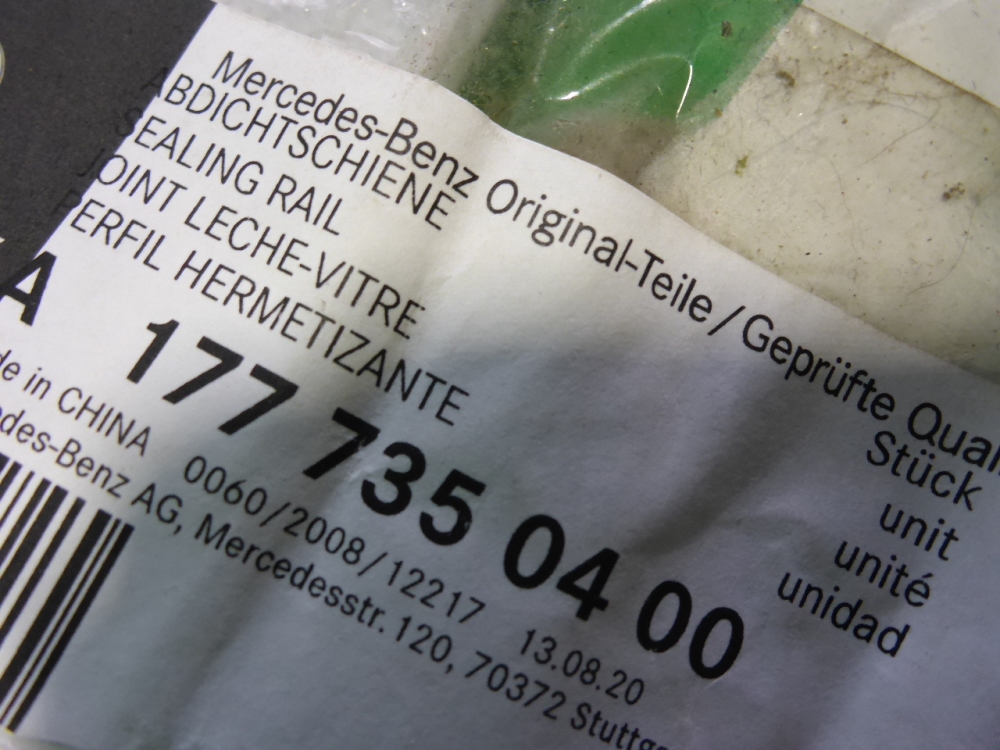 Mercedes-Benz Original-Teile / Geprüfte Qual
ABDICHTSCHIENE
SEALING RAIL
JOINT LECHE-VITRE
PERFIL HERMETIZANTE
Stück
unit
unité
unidad
A 177 735 04 00
de in CHINA 0060/2008/12217 13.08.20
edes-Benz AG, Mercedesstr. 120, 70372 Stuttg